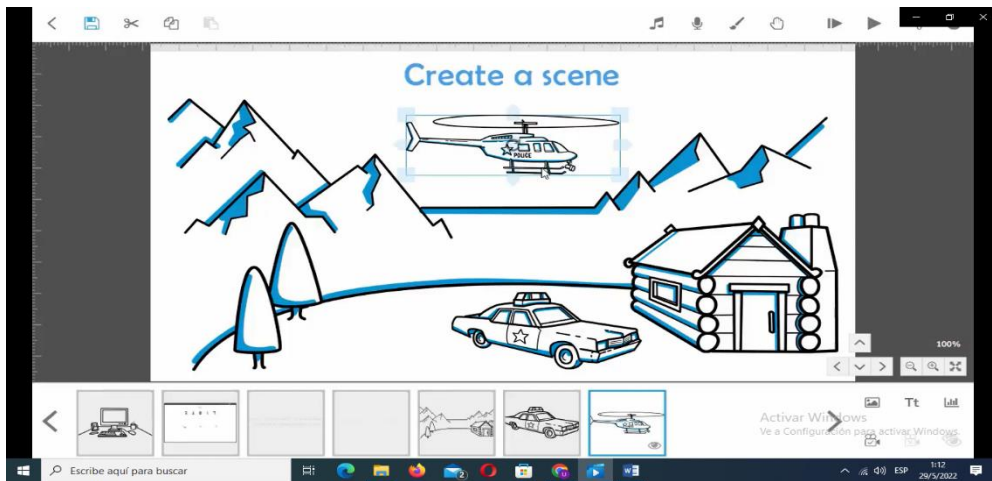 Create a scene
POLICE
100%
Tt
Activar Windows
Ve a Configuración para activar Windows.
Escribe aquí para buscar
ESP
1:12
29/5/2022